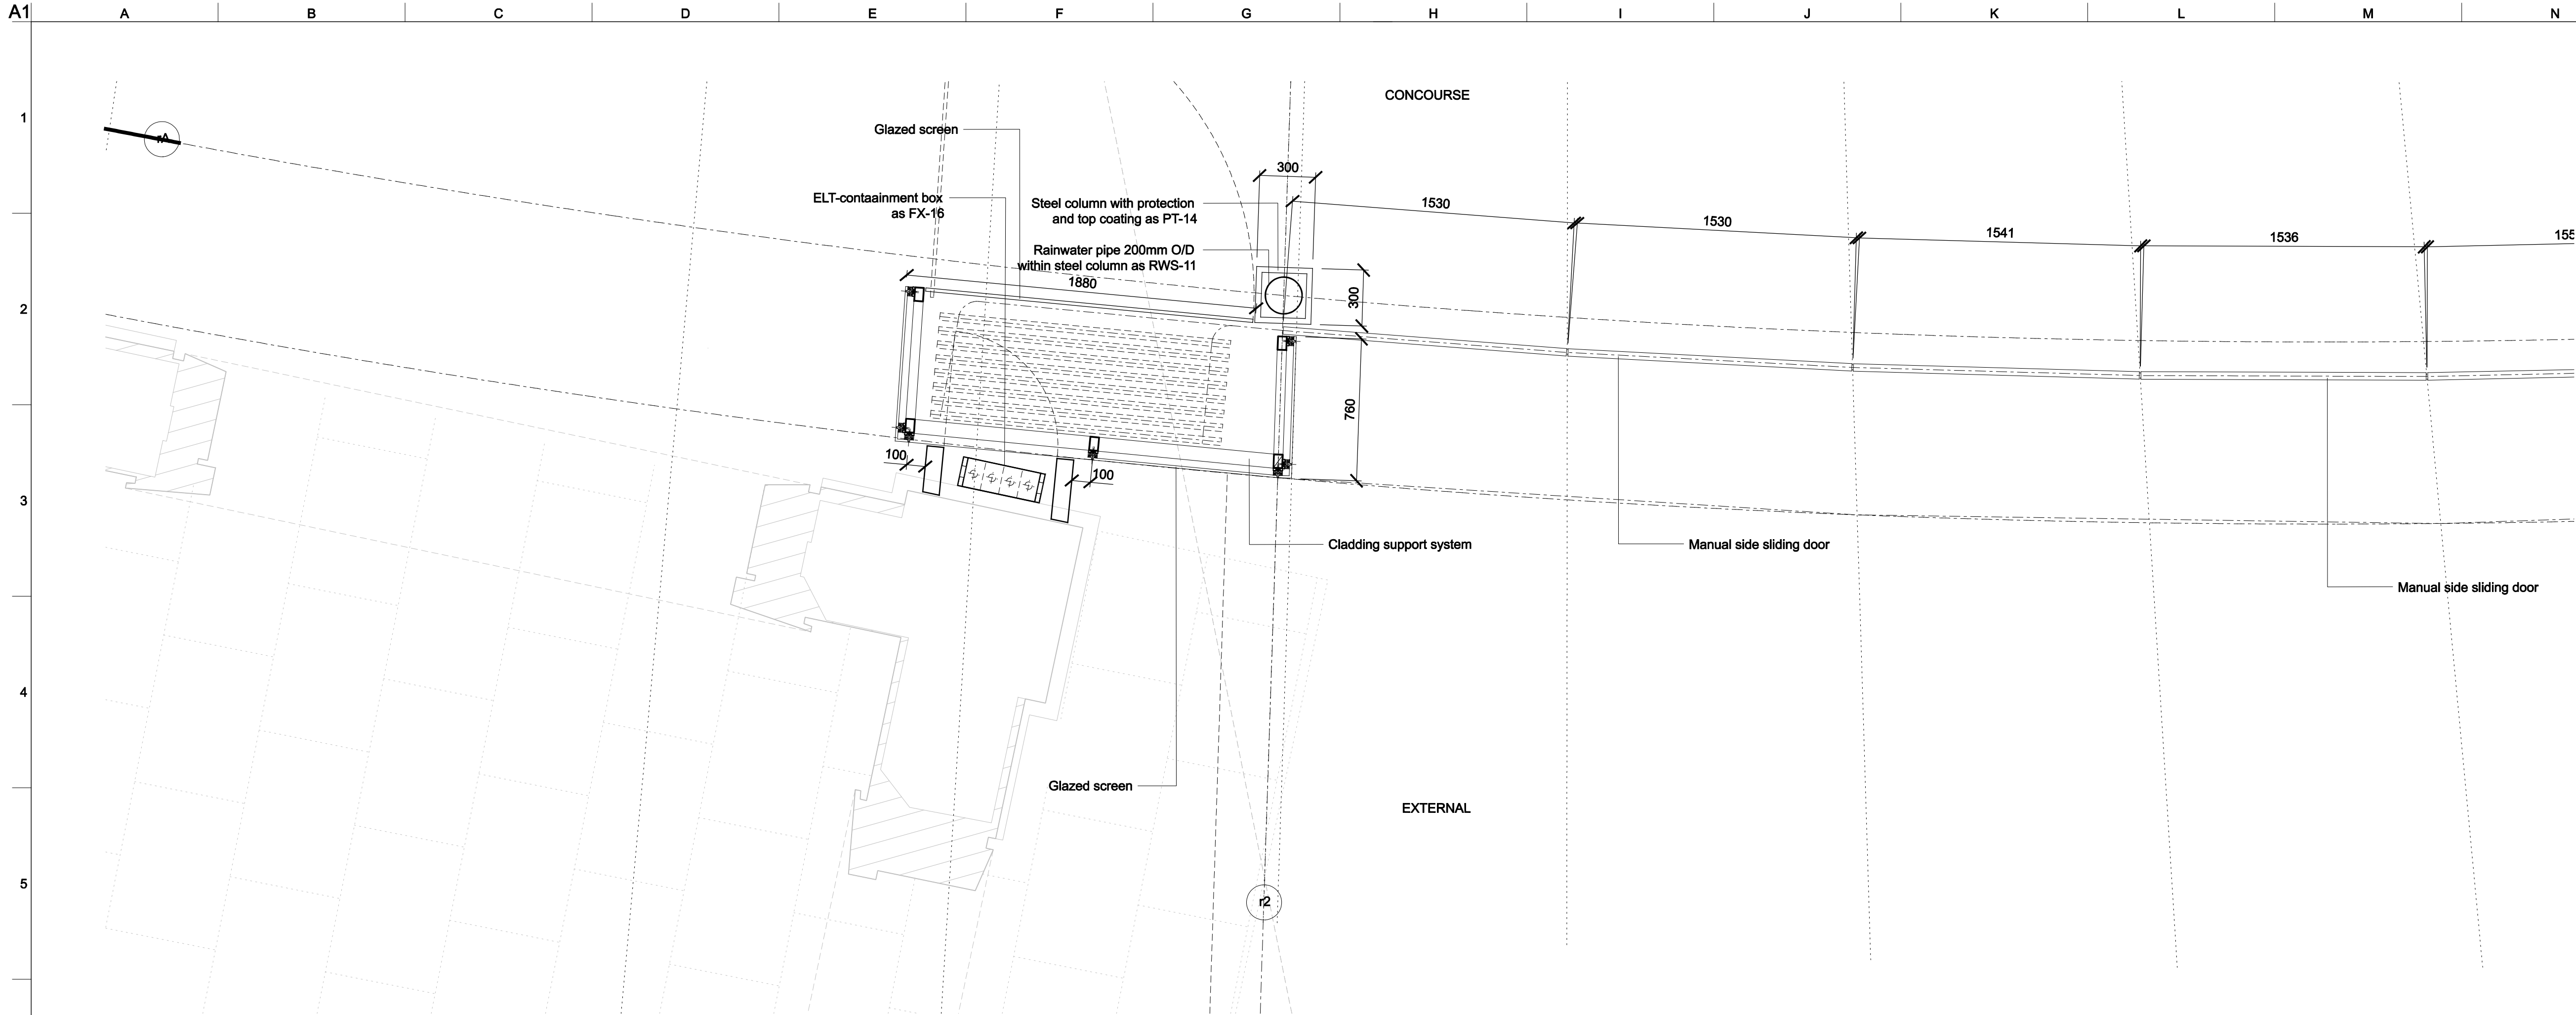 A1
A B C D E F G H I J K L M N
1
CONCOURSE
Glazed screen
rA
300
ELT-contaainment box
as FX-16
Steel column with protection
and top coating as PT-14
1530
1530
1541
1536
Rainwater pipe 200mm O/D
within steel column as RWS-11
1880
300
2
760
100
100
3
Cladding support system
Manual side sliding door
Manual side sliding door
4
Glazed screen
EXTERNAL
5
r2